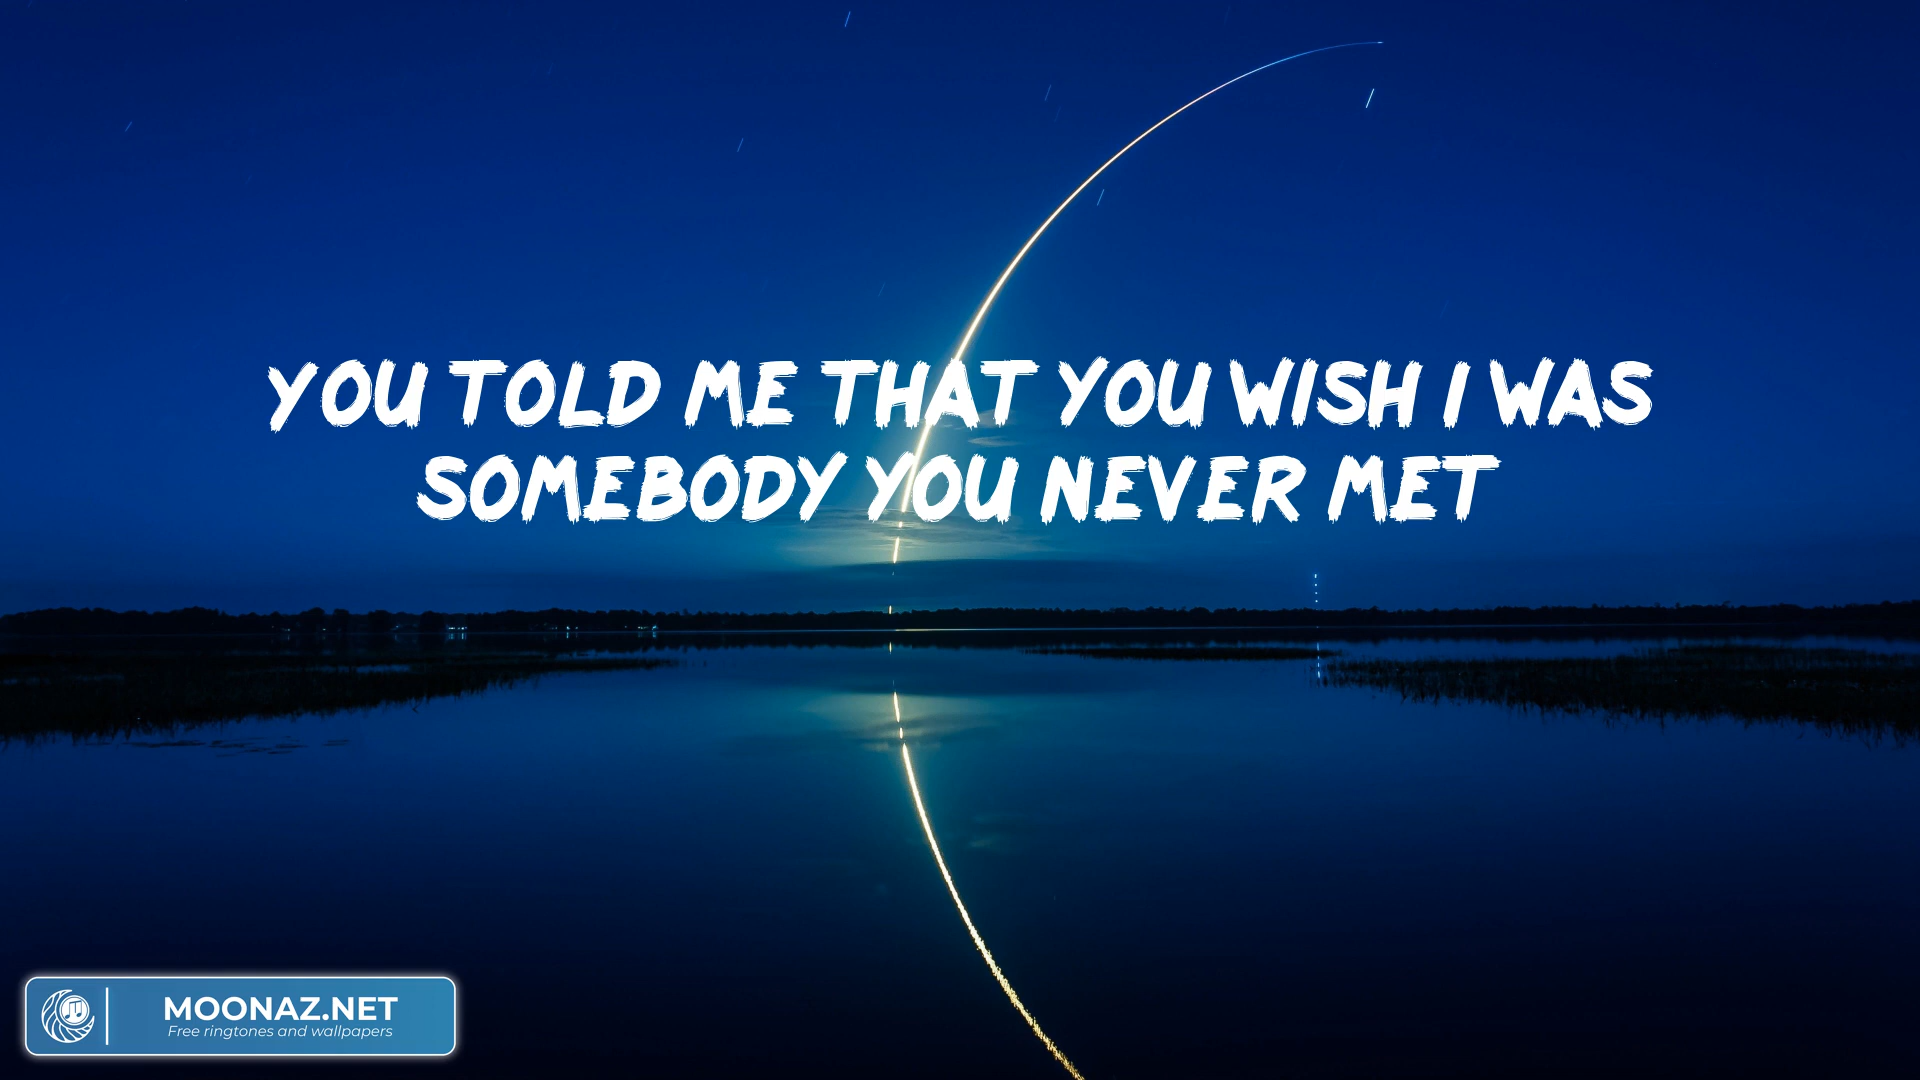 YOU TOLD ME THAT YOU WISH I WAS
SOMEBODY YOU NEVER MET
MOONAZ.NET
Free ringtones and wallpapers